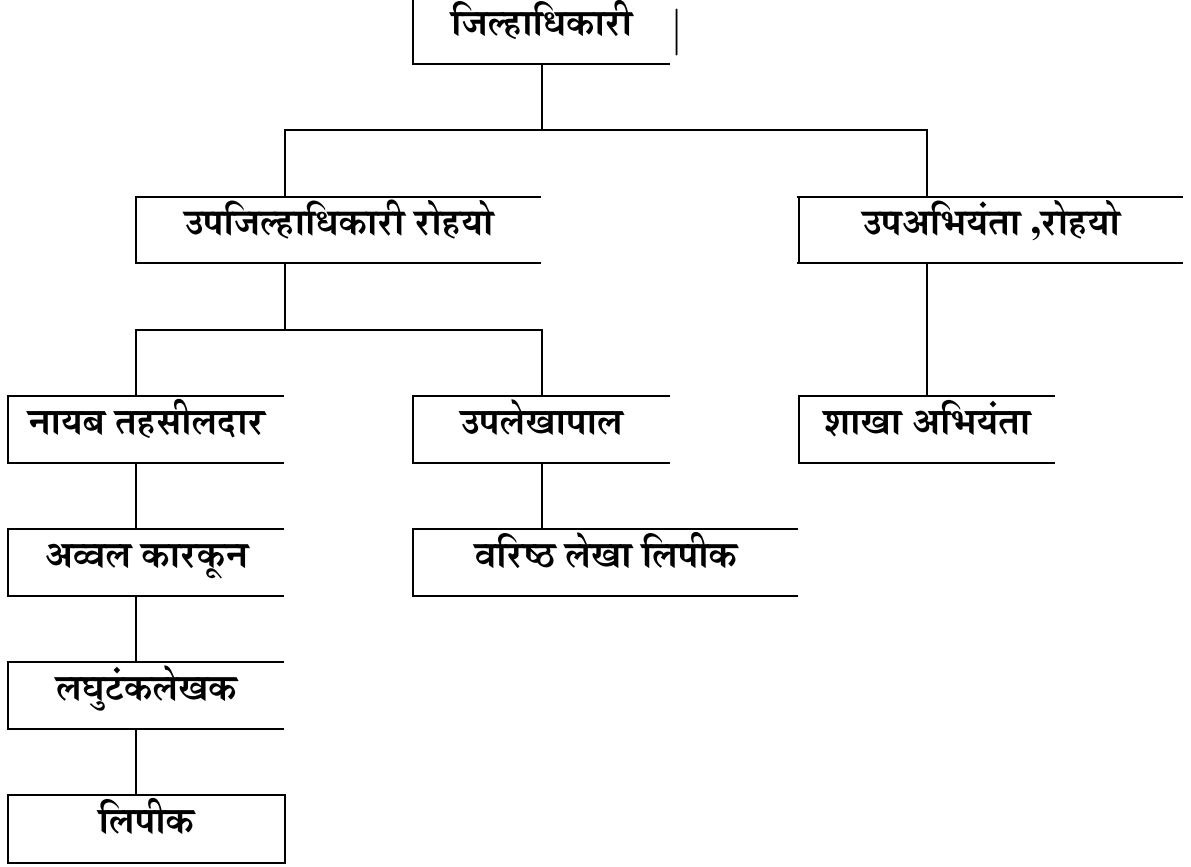 जिल्हाधिकारी
उपजिल्हाधिकारी रोहयो
उपअभियंता ,रोहयो
नायब तहसीलदार
उपलेखापाल
शाखा अभियंता
अव्वल कारकून
वरिष्ठ लेखा लिपीक
लघुटंकलेखक
लिपीक